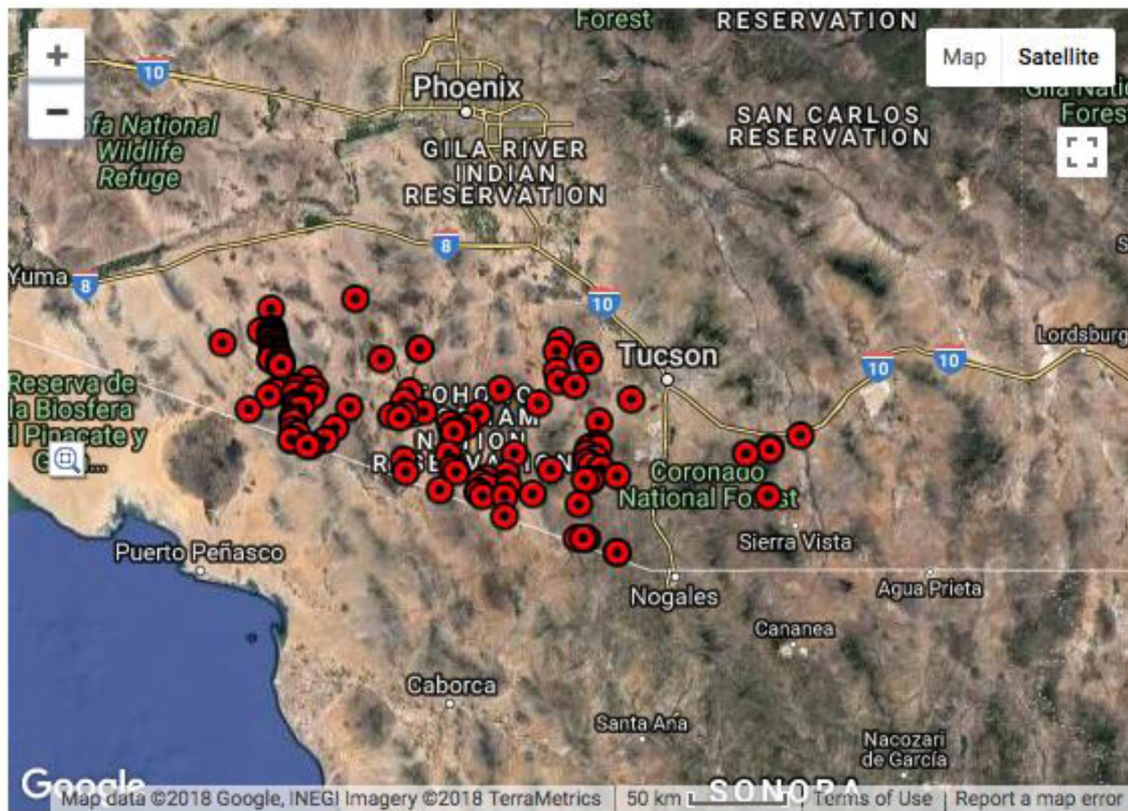 Forest
RESERVATION
+
−
10
Map Satellite
Phoenix
National
Wildlife
Refuge
GILA RIVER
INDIAN
RESERVATION
SAN CARLOS
RESERVATION
Forest
8
Yuma
8
10
Lordsburg
Tucson
10
10
Reserva de
la Biosfera
Pinacate y
NATION
Coronado
National
Sierra Vista
Puerto Peñasco
Nogales
Agua Prieta
Cananea
Caborca
Santa Ana
Nacozari
de García
SONORA
Google
Map data ©2018 Google, INEGI Imagery ©2018 TerraMetrics
50 km
Terms of Use
Report a map error